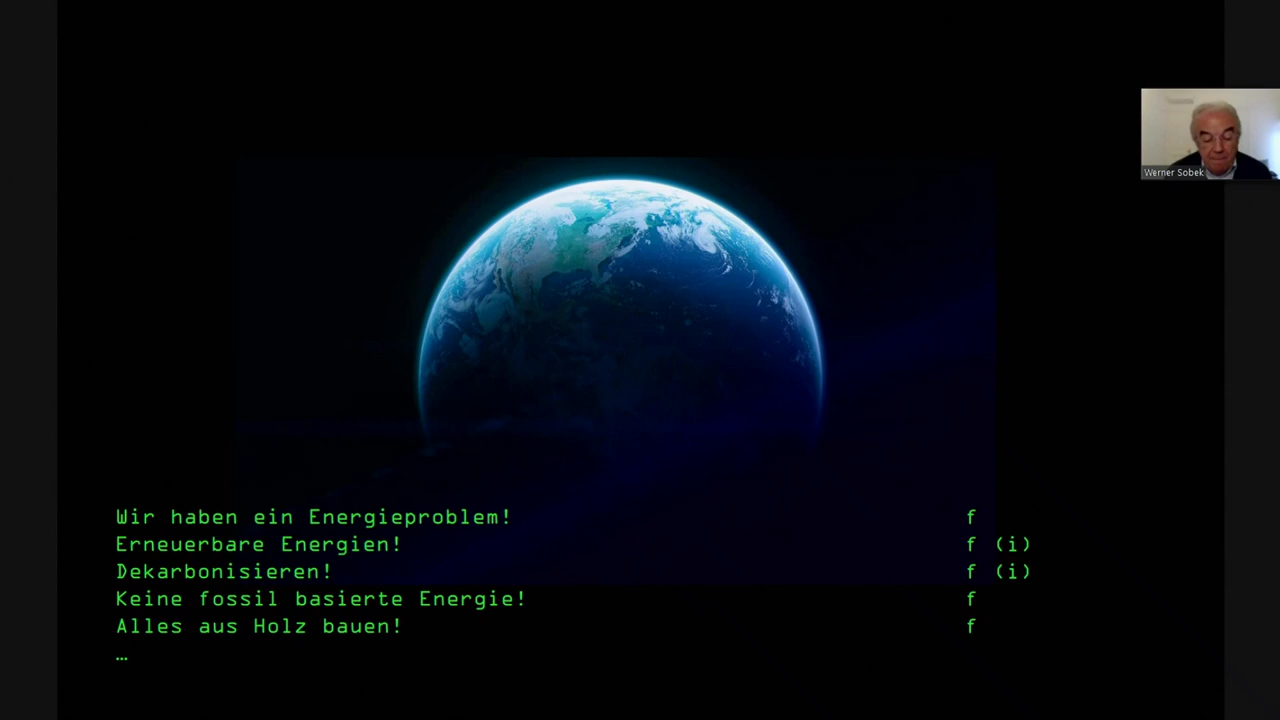 Werner Sobek
Wir haben ein Energieproblem! f
Erneuerbare Energien! f (i)
Dekarbonisieren! f (i)
Keine fossil basierte Energie! f
Alles aus Holz bauen! f
…